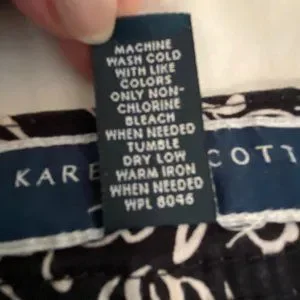 MACHINE
WASH COLD
WITH LIKE
COLORS
ONLY NON-
CHLORINE
BLEACH
WHEN NEEDED
TUMBLE
DRY LOW
WARM IRON
WHEN NEEDED
WPL 8046
KARE COTT